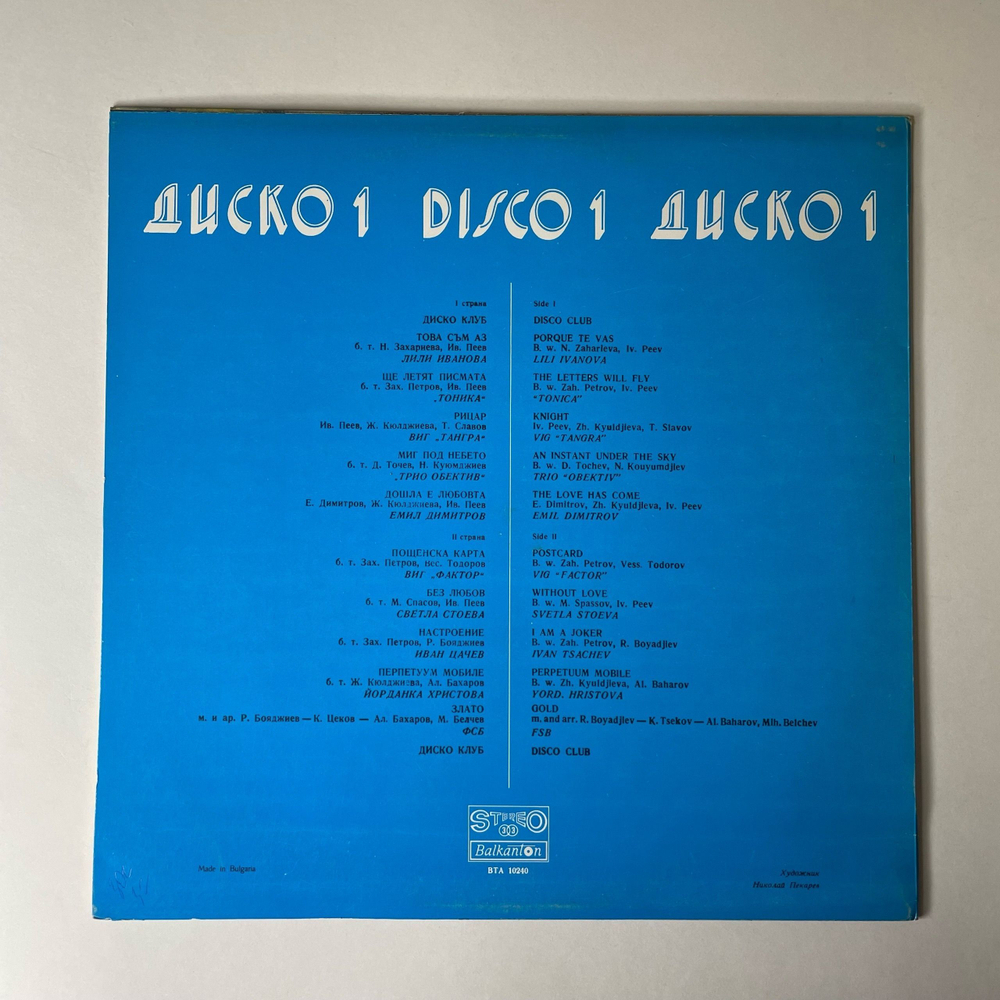 ДИСКО 1 DISCO 1 ДИСКО 1
I страна
ДИСКО КЛУБ
ТОВА СЪМ АЗ
б. т. Н. Захариева, Ив. Пеев
ЛИЛИ ИВАНОВА
ЩЕ ЛЕТЯТ ПИСМАТА
б. т. Зах. Петров, Ив. Пеев
„ТОНИКА“
РИЦАР
Ив. Пеев, Ж. Кюлджиева, Т. Славов
ВИГ „ТАНГРА“
МИГ ПОД НЕБЕТО
б. т. Д. Точев, Н. Куюмджиев
„ТРИО ОБЕКТИВ“
ДОШЛА Е ЛЮБОВТА
Е. Димитров, Ж. Кюлджиева, Ив. Пеев
ЕМИЛ ДИМИТРОВ
II страна
ПОЩЕНСКА КАРТА
б. т. Зах. Петров, Вес. Тодоров
ВИГ „ФАКТОР“
БЕЗ ЛЮБОВ
б. т. М. Спасов, Ив. Пеев
СВЕТЛА СТОЕВА
НАСТРОЕНИЕ
б. т. Зах. Петров, Р. Бояджиев
ИВАН ЦАЧЕВ
ПЕРПЕТУУМ МОБИЛЕ
б. т. Ж. Кюлджиева, Ал. Бахаров
ЙОРДАНКА ХРИСТОВА
ЗЛАТО
м. и ар. Р. Бояджиев — К. Цеков — Ал. Бахаров, М. Белчев
ФСБ
ДИСКО КЛУБ
Side I
DISCO CLUB
PORQUE TE VAS
B. w. N. Zaharieva, Iv. Peev
LILI IVANOVA
THE LETTERS WILL FLY
B. w. Zah. Petrov, Iv. Peev
"TONICA"
KNIGHT
Iv. Peev, Zh. Kyuldjieva, T. Slavov
VIG "TANGRA"
AN INSTANT UNDER THE SKY
B. w. D. Tochev, N. Kouyumdjiev
TRIO "OBEKTIV"
THE LOVE HAS COME
E. Dimitrov, Zh. Kyuldjieva, Iv. Peev
EMIL DIMITROV
Side II
POSTCARD
B. w. Zah. Petrov, Vess. Todorov
VIG "FACTOR"
WITHOUT LOVE
B. w. M. Spassov, Iv. Peev
SVETLA STOEVA
I AM A JOKER
B. w. Zah. Petrov, R. Boyadjiev
IVAN TSACHEV
PERPETUUM MOBILE
B. w. Zh. Kyuldjieva, Al. Baharov
YORD. HRISTOVA
GOLD
m. and arr. R. Boyadjiev — K. Tsekov — Al. Baharov, Mih. Belchev
FSB
DISCO CLUB
STEREO
33
Balkanton
BTA 10240
Made in Bulgaria
Художник
Николай Пекарев